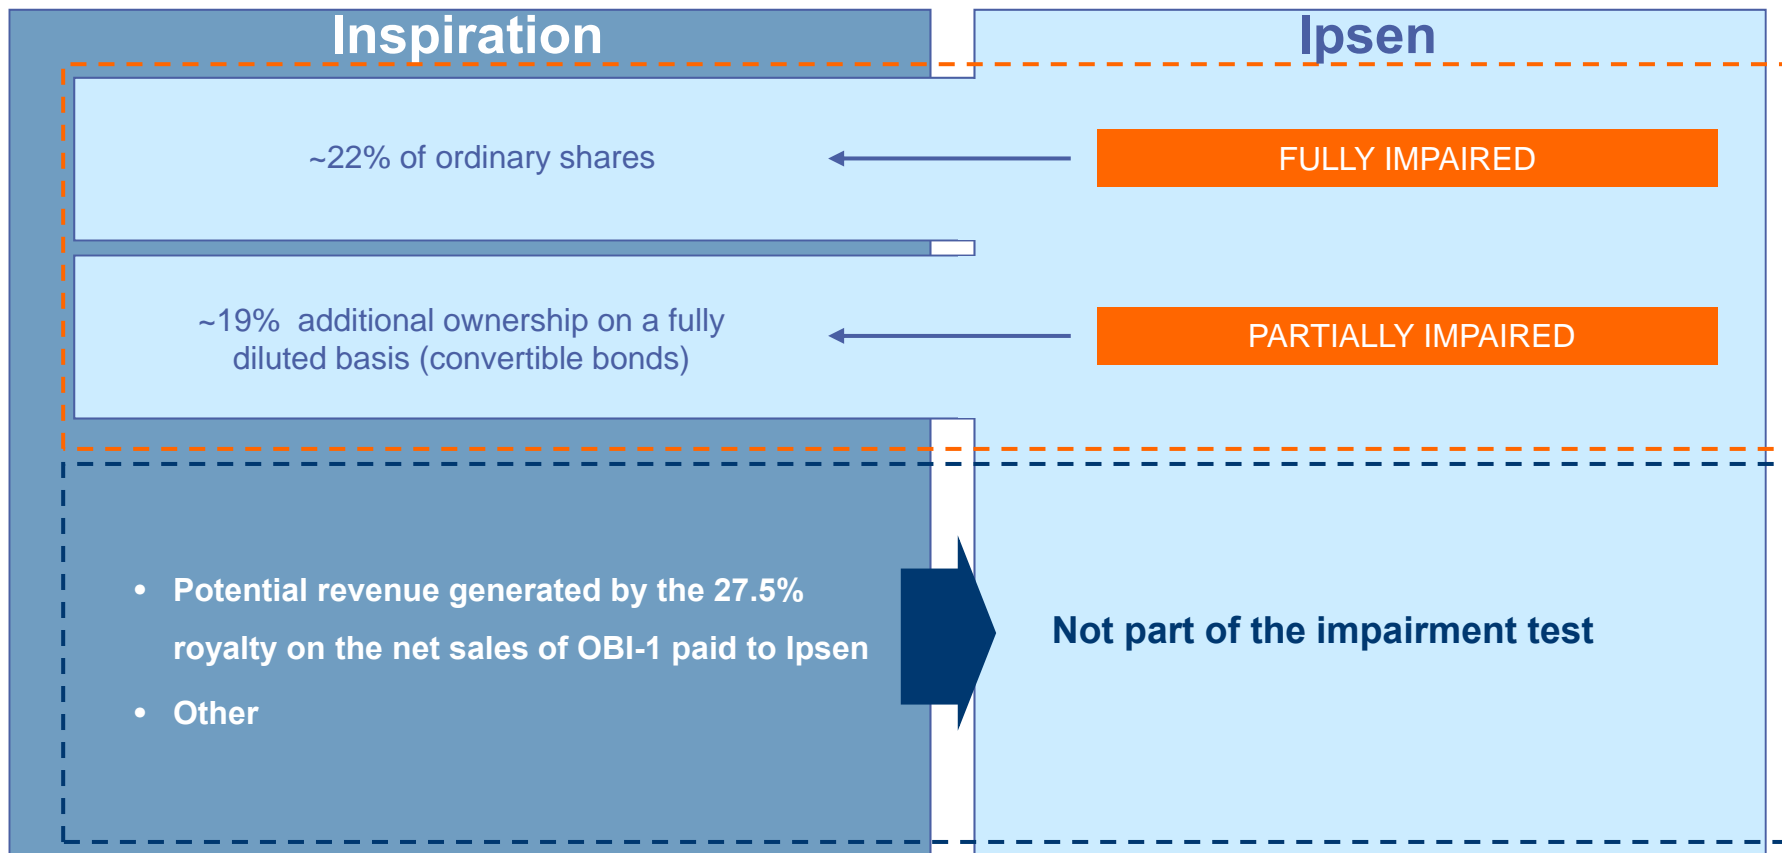 Inspiration
Ipsen
~22% of ordinary shares
FULLY IMPAIRED
~19% additional ownership on a fully
diluted basis (convertible bonds)
PARTIALLY IMPAIRED
• Potential revenue generated by the 27.5%
royalty on the net sales of OBI-1 paid to Ipsen
• Other
Not part of the impairment test